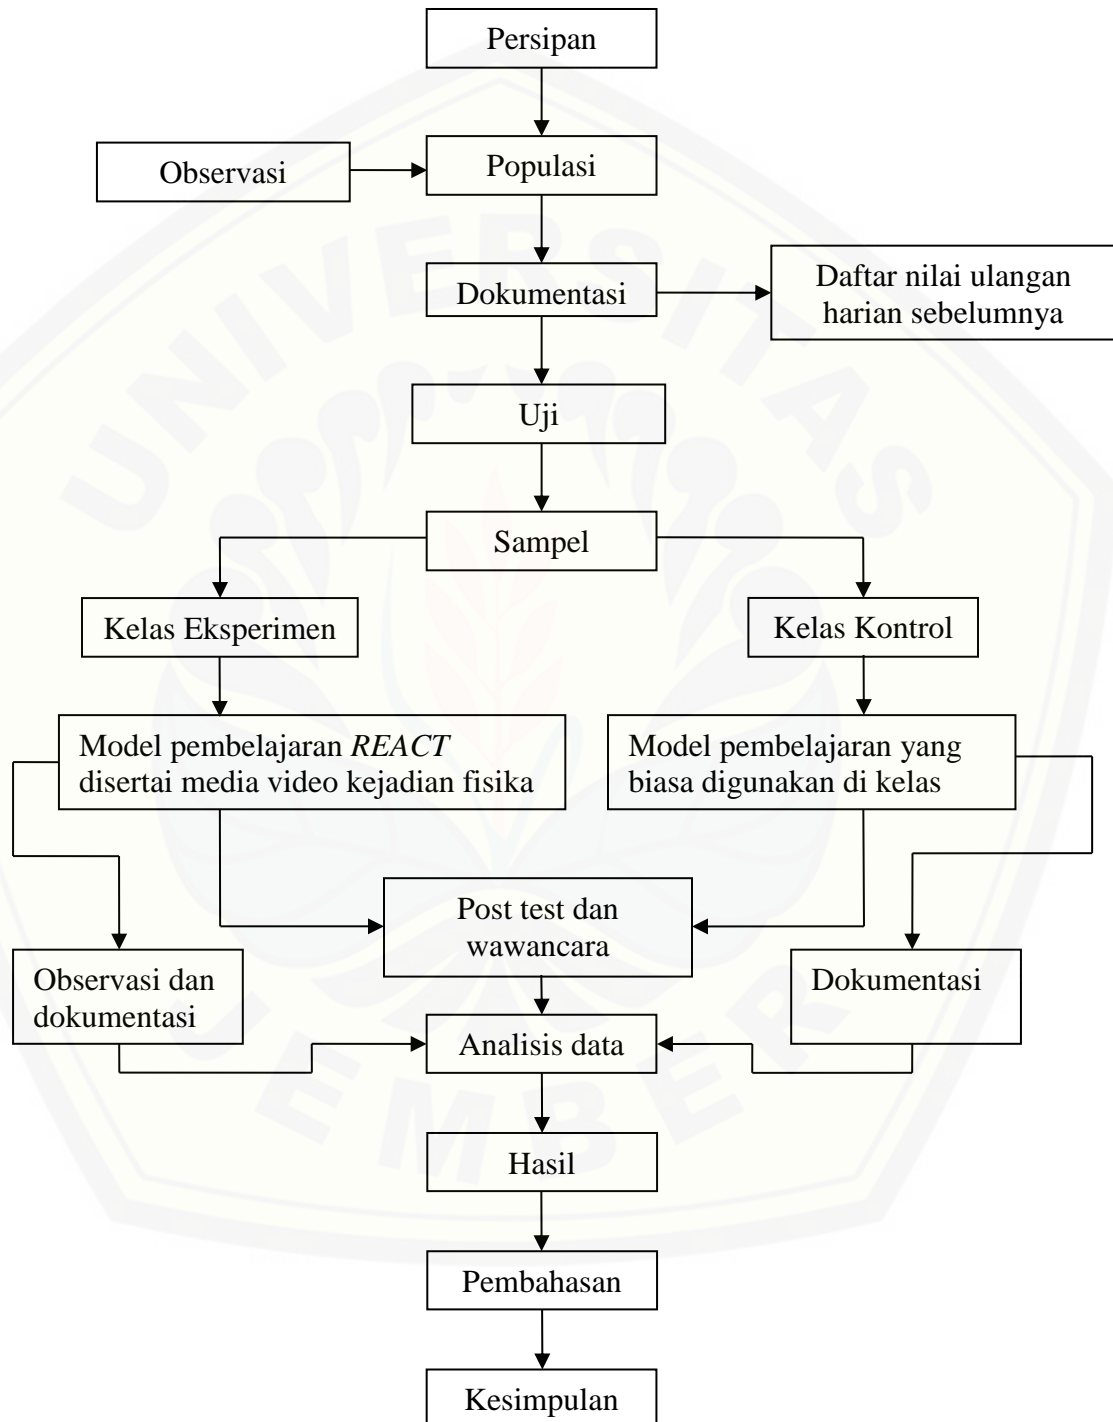 Persipan
Observasi
Populasi
Dokumentasi
Daftar nilai ulangan
harian sebelumnya
Uji
Sampel
Kelas Eksperimen
Kelas Kontrol
Model pembelajaran REACT
disertai media video kejadian fisika
Model pembelajaran yang
biasa digunakan di kelas
Post test dan
wawancara
Observasi dan
dokumentasi
Dokumentasi
Analisis data
Hasil
Pembahasan
Kesimpulan
UNIVERSITAS
JEMBER